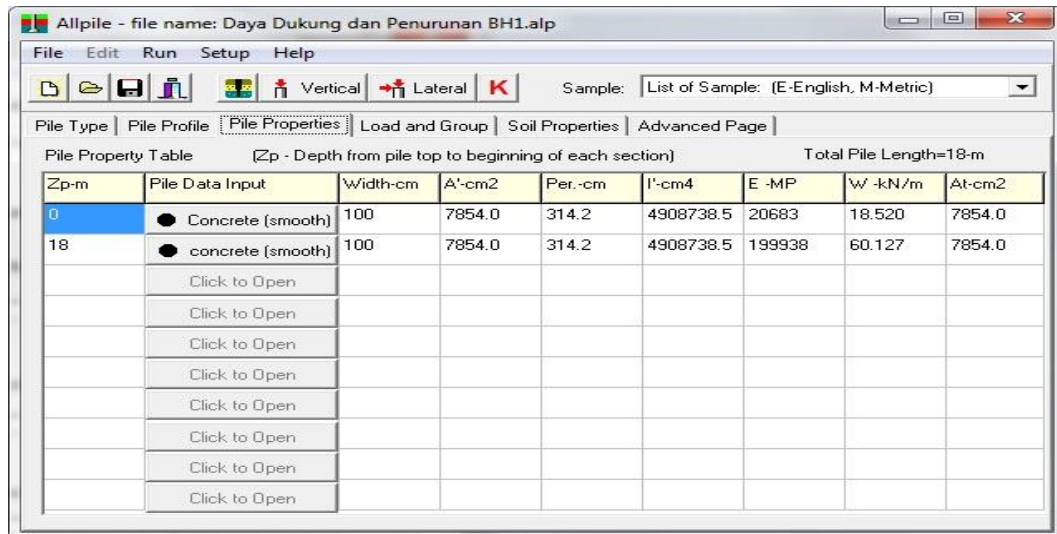 Allpile - file name: Daya Dukung dan Penurunan BH1.alp
File Edit Run Setup Help
Vertical Lateral K Sample: List of Sample: (E-English, M-Metric)
Pile Type Pile Profile Pile Properties Load and Group Soil Properties Advanced Page
Pile Property Table (Zp - Depth from pile top to beginning of each section) Total Pile Length=18-m
Zp-m Pile Data Input Width-cm A'-cm2 Per.-cm I'-cm4 E -MP W -kN/m At-cm2
0 Concrete (smooth) 100 7854.0 314.2 4908738.5 20683 18.520 7854.0
18 concrete (smooth) 100 7854.0 314.2 4908738.5 199938 60.127 7854.0
Click to Open
Click to Open
Click to Open
Click to Open
Click to Open
Click to Open
Click to Open
Click to Open